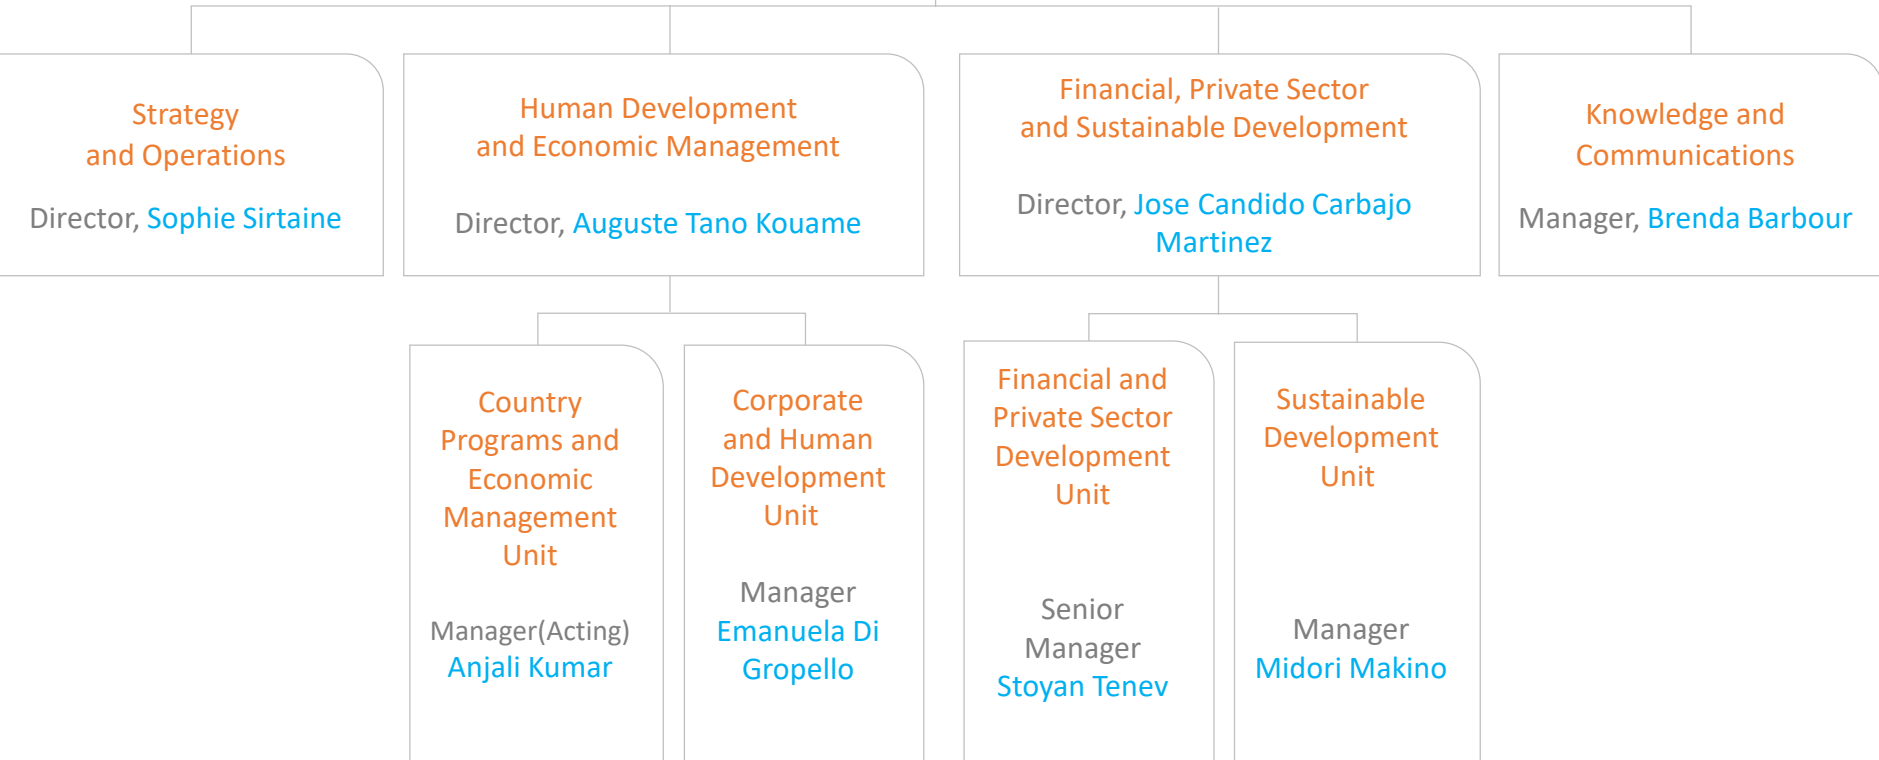 Strategy
and Operations
Director, Sophie Sirtaine
Human Development
and Economic Management
Director, Auguste Tano Kouame
Financial, Private Sector
and Sustainable Development
Director, Jose Candido Carbajo
Martinez
Knowledge and
Communications
Manager, Brenda Barbour
Country
Programs and
Economic
Management
Unit
Manager(Acting)
Anjali Kumar
Corporate
and Human
Development
Unit
Manager
Emanuela Di
Gropello
Financial and
Private Sector
Development
Unit
Senior
Manager
Stoyan Tenev
Sustainable
Development
Unit
Manager
Midori Makino